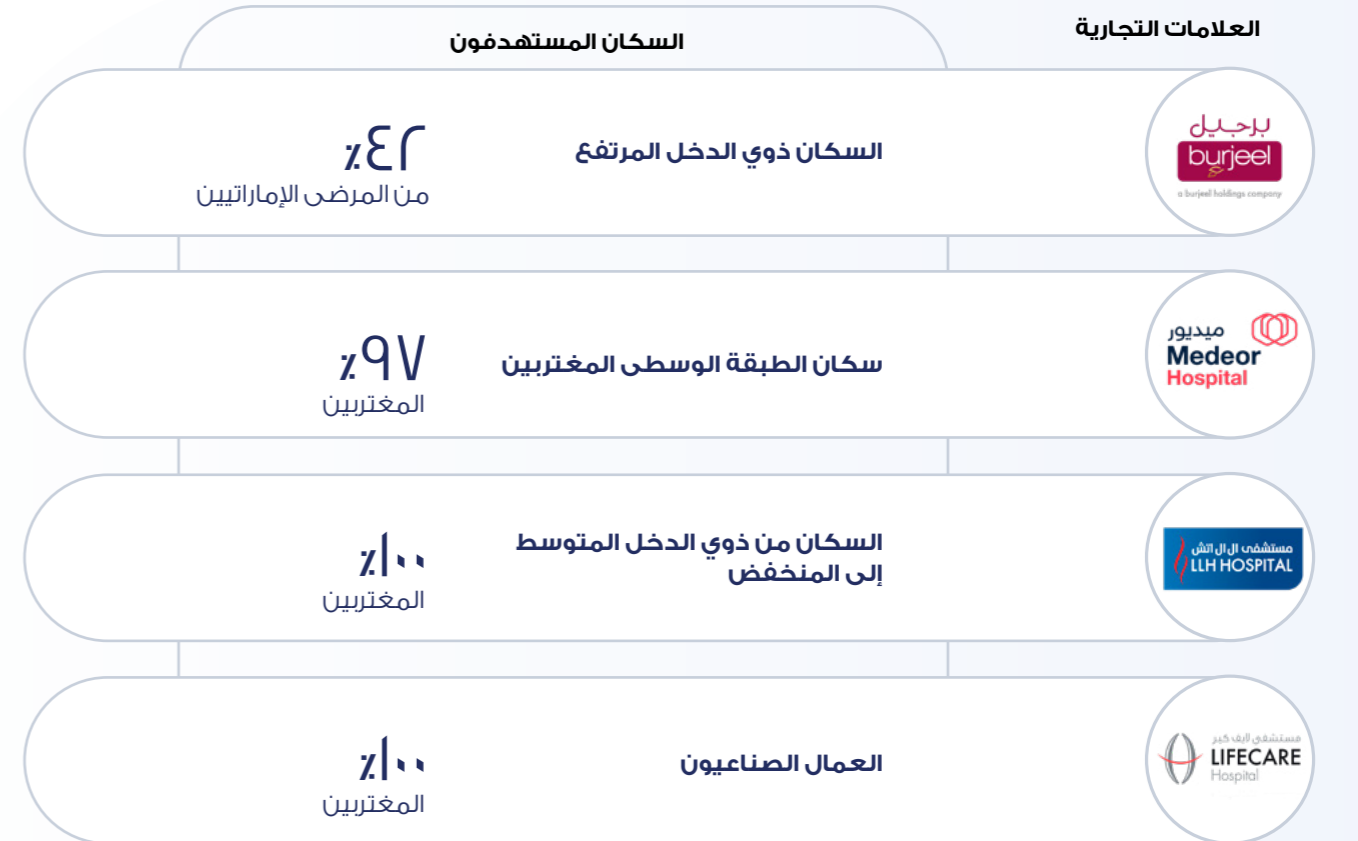 العلامات التجارية
السكان المستهدفون
برجيل
burjeel
a burjeel holdings company
السكان ذوي الدخل المرتفع
٤٢٪
من المرضى الإماراتيين
ميديور
Medeor
Hospital
سكان الطبقة الوسطى المغتربين
٩٧٪
المغتربين
مستشفى ال ال اتش
LLH HOSPITAL
السكان من ذوي الدخل المتوسط
إلى المنخفض
١٠٠٪
المغتربين
مستشفى لايف كير
LIFECARE
Hospital
العمال الصناعيون
١٠٠٪
المغتربين